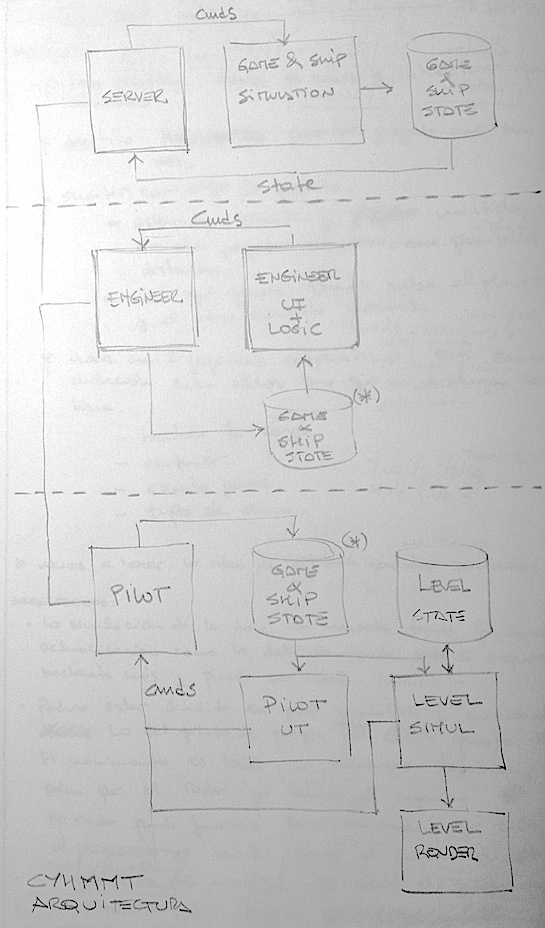 cmds
SERVER
GAME & SHIP
SIMULATION
GAME
&
SHIP
STATE
state
cmds
ENGINEER
ENGINEER
UI
+
LOGIC
(*)
GAME
&
SHIP
STATE
(*)
PILOT
GAME
&
SHIP
STATE
LEVEL
STATE
cmds
PILOT
UI
LEVEL
SIMUL
LEVEL
RENDER
CYHMMT
ARQUITECTURA